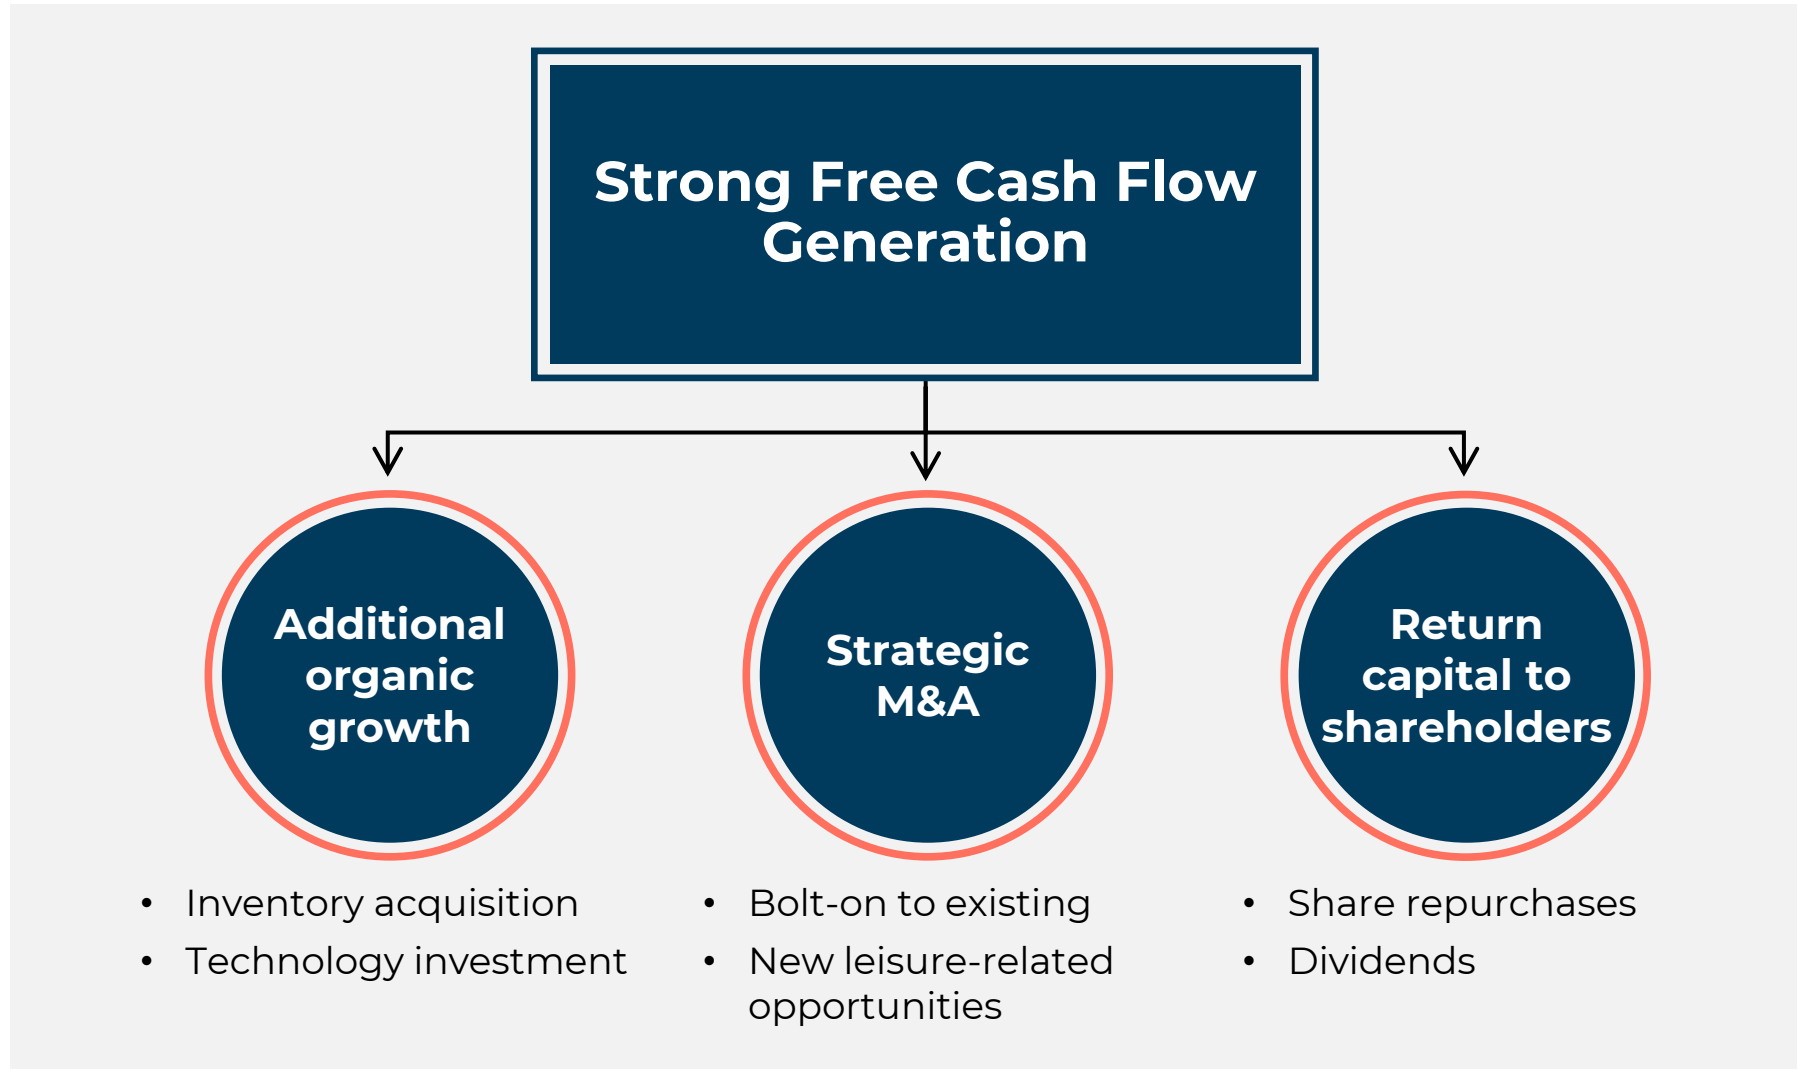 Strong Free Cash Flow
Generation
Additional
organic
growth
• Inventory acquisition
• Technology investment
Strategic
M&A
• Bolt-on to existing
• New leisure-related
opportunities
Return
capital to
shareholders
• Share repurchases
• Dividends